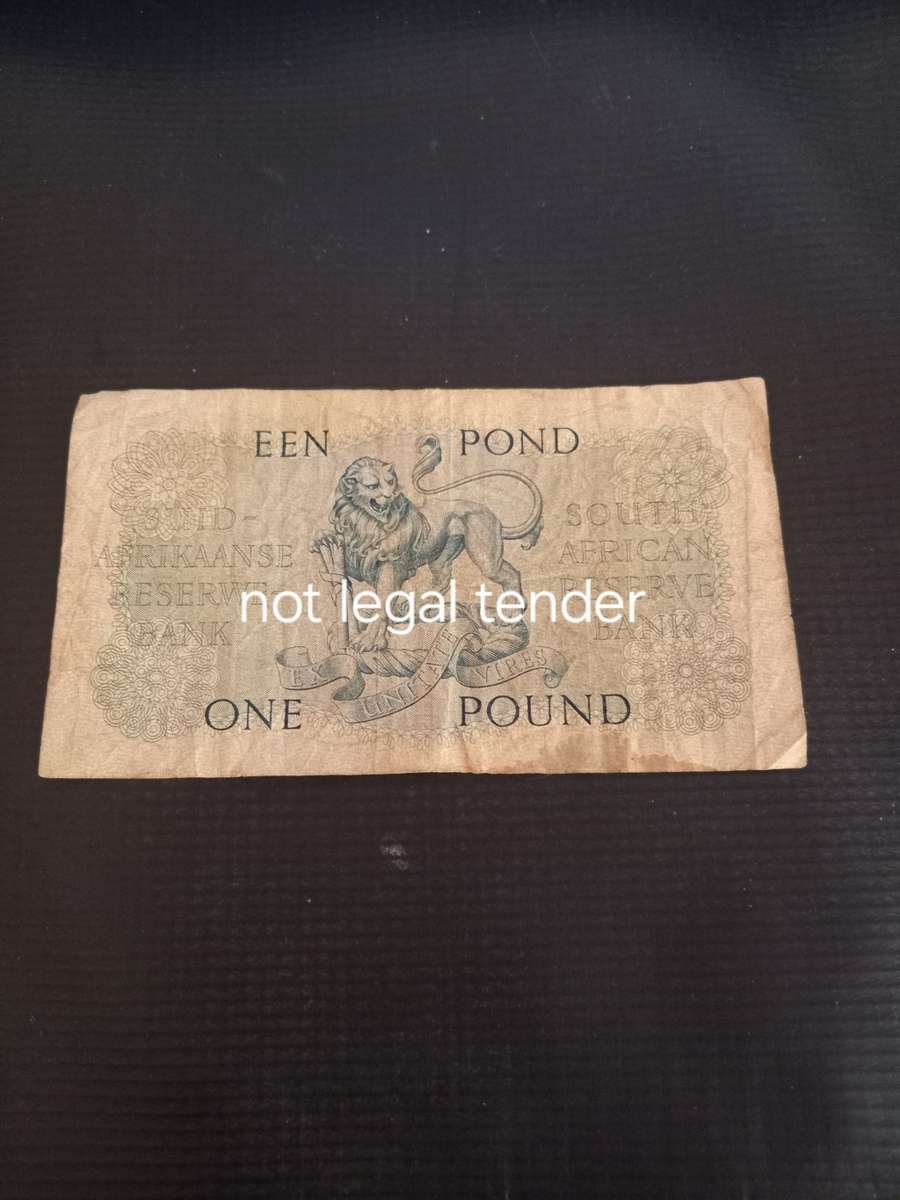 EEN POND
SUID-
AFRIKAANSE
RESERWE
BANK
SOUTH
AFRICAN
RESERVE
BANK
not legal tender
EX UNITATE VIRES
ONE POUND